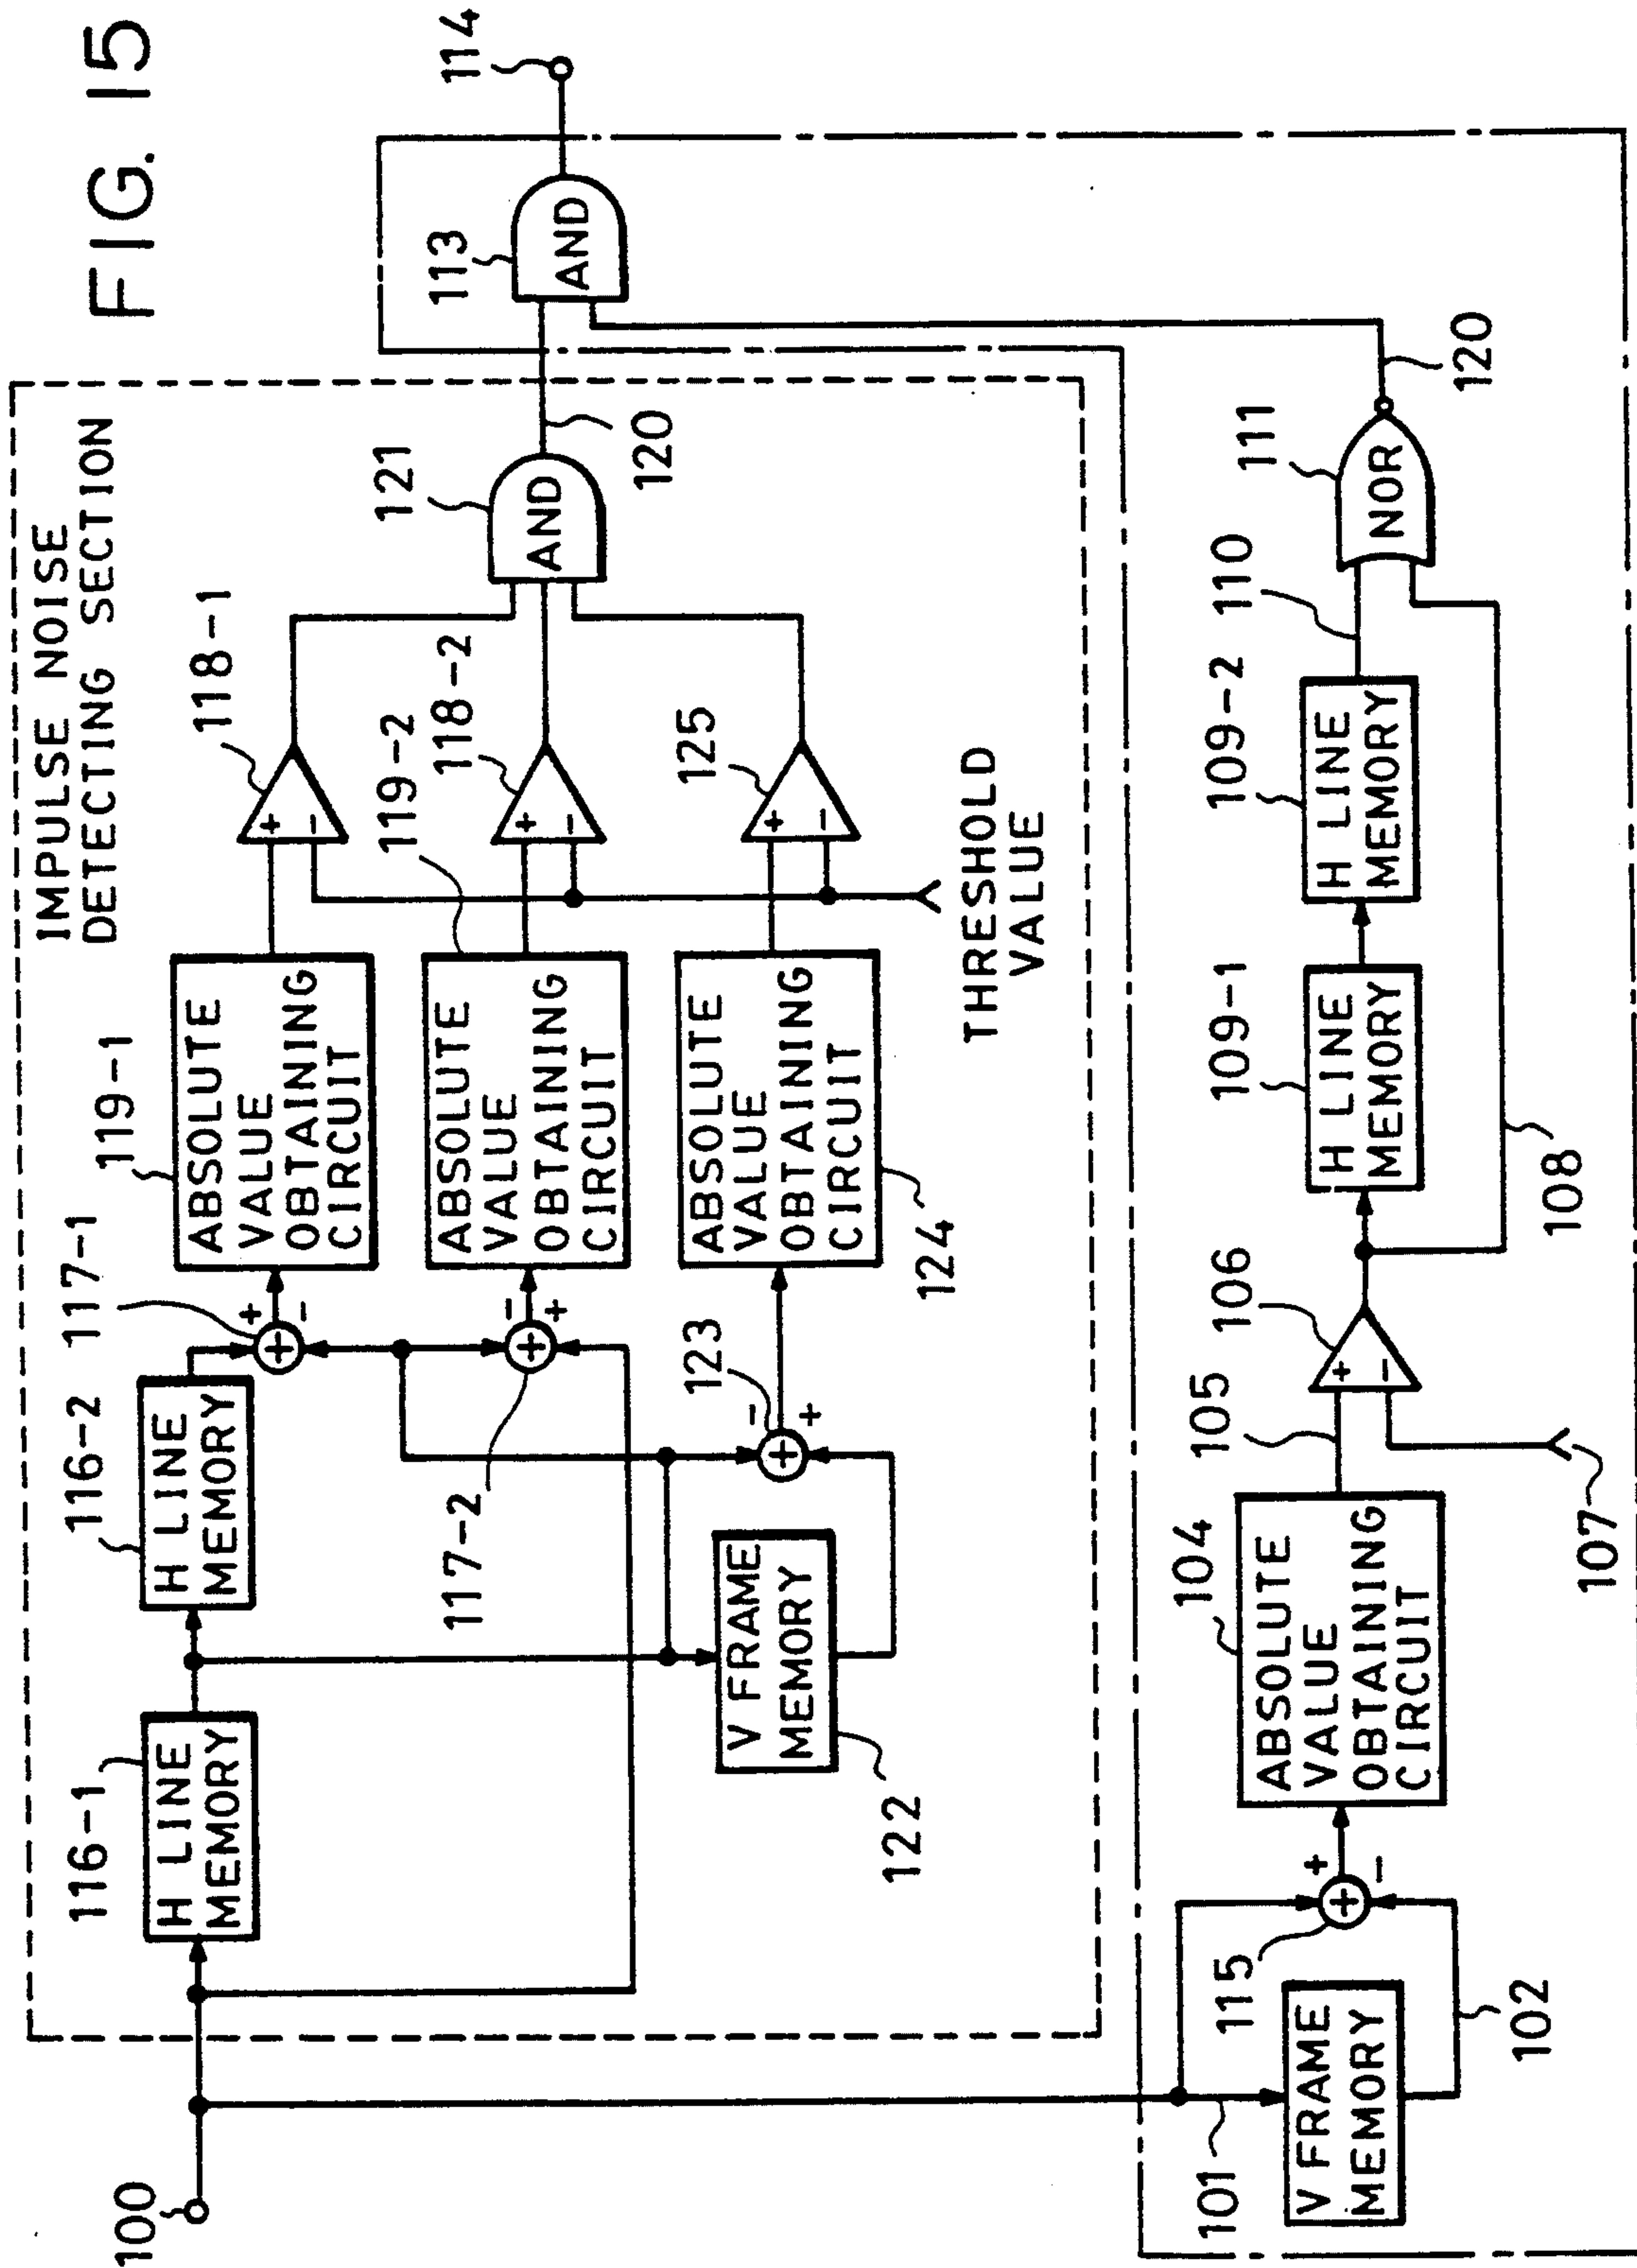 FIG. 15
IMPULSE NOISE
DETECTING SECTION
100
116-1
H LINE
MEMORY
116-2
H LINE
MEMORY
117-1
+
-
+
119-1
ABSOLUTE
VALUE
OBTAINING
CIRCUIT
118-1
+
-
117-2
-
+
+
119-2
ABSOLUTE
VALUE
OBTAINING
CIRCUIT
118-2
+
-
121
AND
120
113
AND
114
122
V FRAME
MEMORY
123
-
+
+
124
ABSOLUTE
VALUE
OBTAINING
CIRCUIT
125
+
-
THRESHOLD
VALUE
101
V FRAME
MEMORY
102
115
+
-
+
104
ABSOLUTE
VALUE
OBTAINING
CIRCUIT
105
106
+
-
107
108
109-1
H LINE
MEMORY
109-2
H LINE
MEMORY
110
111
NOR
120